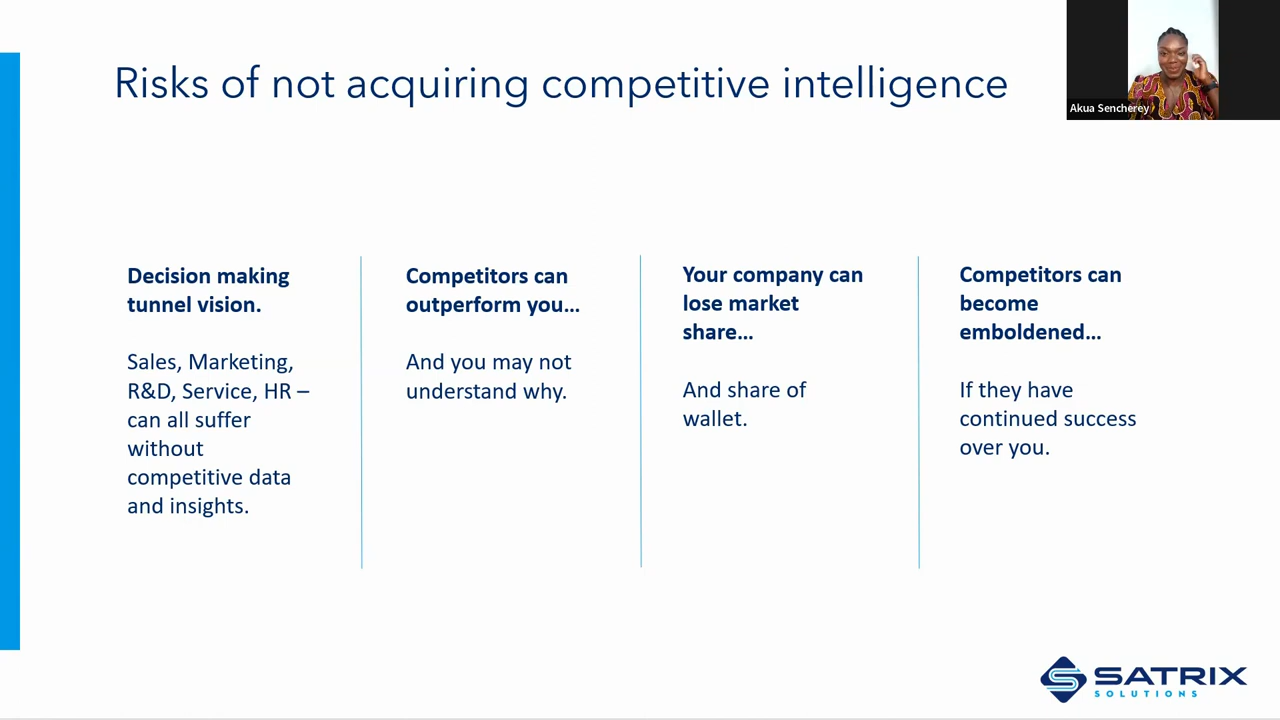 Risks of not acquiring competitive intelligence
Akua Sencherey
Decision making
tunnel vision.
Sales, Marketing,
R&D, Service, HR –
can all suffer
without
competitive data
and insights.
Competitors can
outperform you...
And you may not
understand why.
Your company can
lose market
share...
And share of
wallet.
Competitors can
become
emboldened...
If they have
continued success
over you.
SATRIX
SOLUTIONS